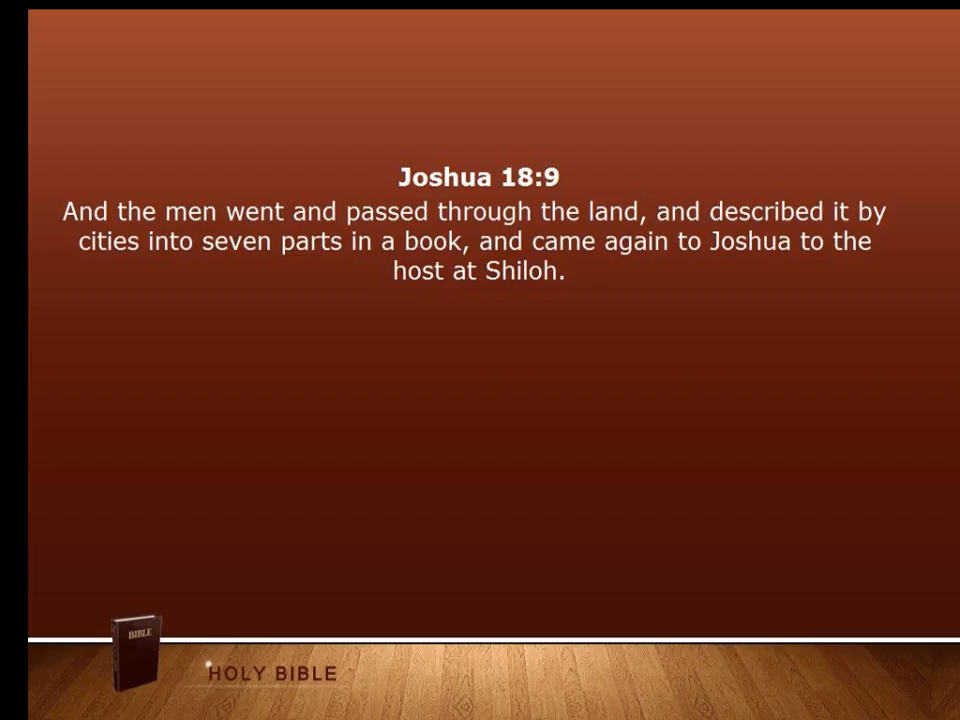 Joshua 18:9
And the men went and passed through the land, and described it by
cities into seven parts in a book, and came again to Joshua to the
host at Shiloh.
BIBLE
HOLY BIBLE